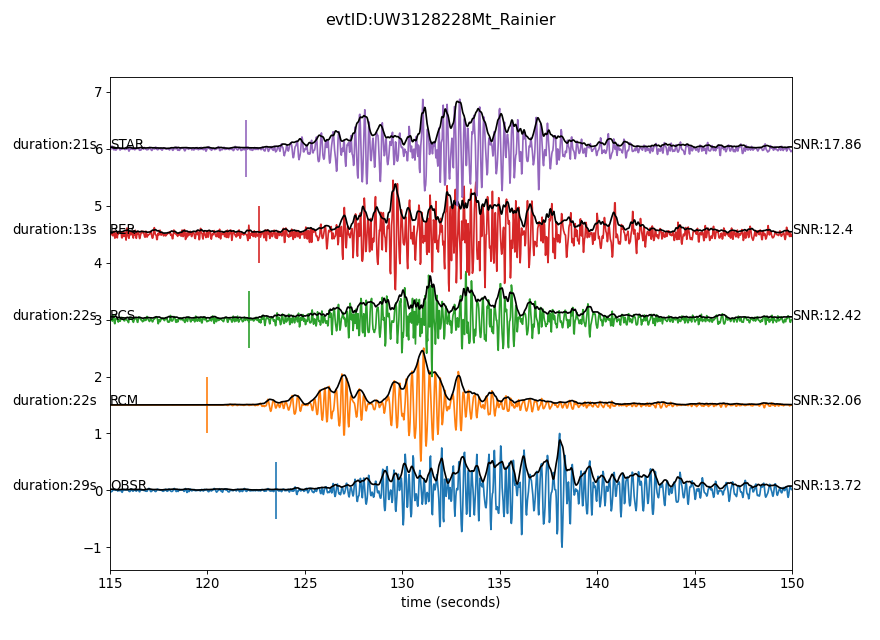 evtID:UW3128228Mt_Rainier
7
duration:21s STAR 6 SNR:17.86
5
duration:13s RER SNR:12.4
4
duration:22s RCS 3 SNR:12.42
2
duration:22s RCM SNR:32.06
1
duration:29s OBSR 0 SNR:13.72
−1
115 120 125 130 135 140 145 150
time (seconds)